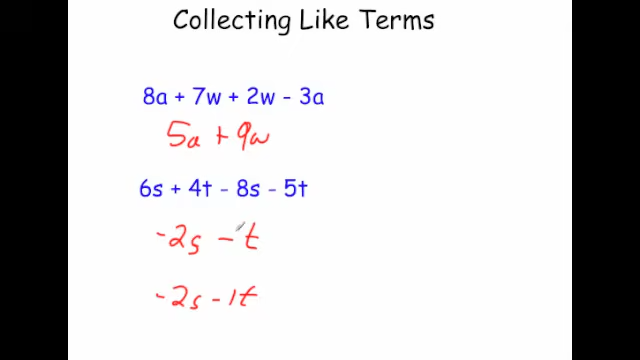 Collecting Like Terms
8a + 7w + 2w - 3a
5a + 9w
6s + 4t - 8s - 5t
-2s - t
-2s - 1t